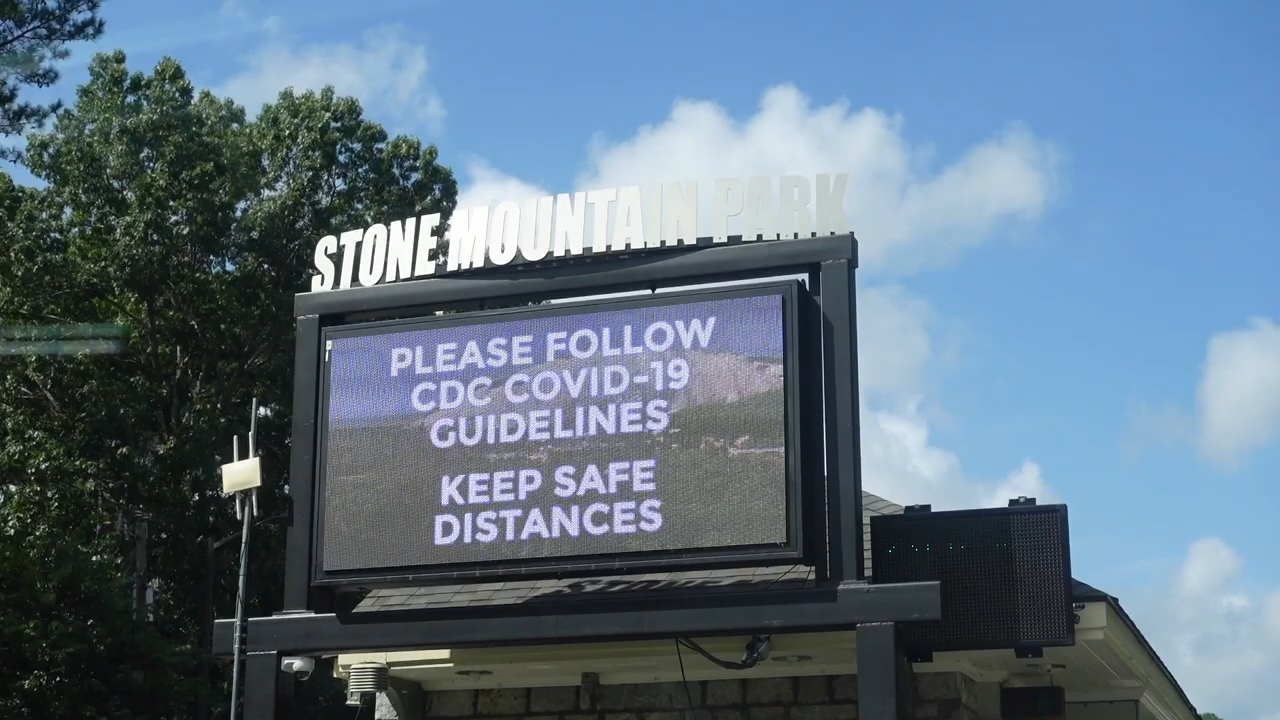 STONE MOUNTAIN PARK
PLEASE FOLLOW
CDC COVID-19
GUIDELINES
KEEP SAFE
DISTANCES